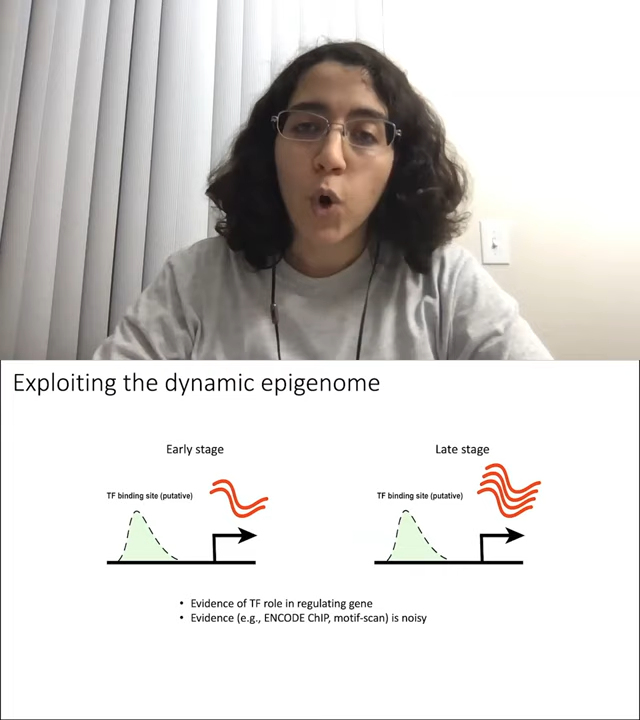 Exploiting the dynamic epigenome
Early stage
Late stage
TF binding site (putative)
TF binding site (putative)
• Evidence of TF role in regulating gene
• Evidence (e.g., ENCODE ChIP, motif-scan) is noisy